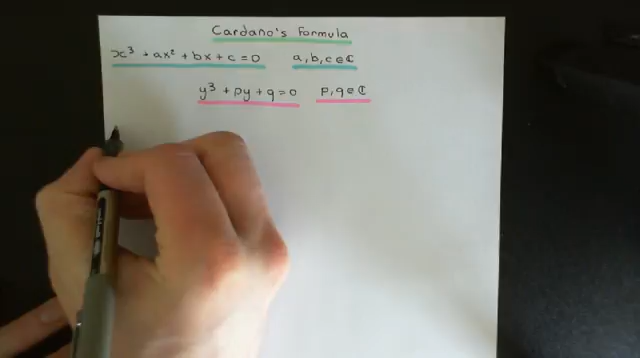 Cardano's Formula
x³ + ax² + bx + c = 0 a, b, c ∈ ℂ
y³ + py + q = 0 p, q ∈ ℂ